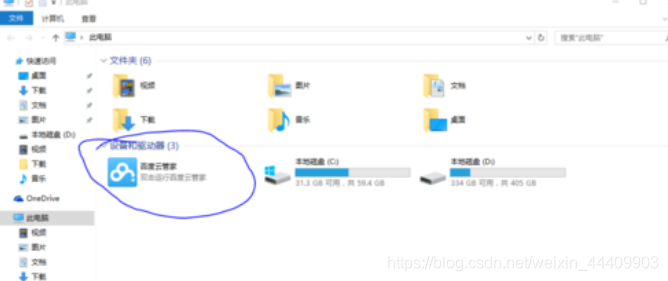 此电脑
文件 计算机 查看
此电脑
搜索"此电脑"
快速访问
桌面
下载
文档
图片
本地磁盘 (D:)
视频
下载
音乐
OneDrive
此电脑
视频
图片
文档
下载
文件夹 (6)
视频
图片
文档
下载
音乐
桌面
设备和驱动器 (3)
百度云管家
双击运行百度云管家
本地磁盘 (C:)
31.3 GB 可用，共 59.4 GB
本地磁盘 (D:)
334 GB 可用，共 405 GB
https://blog.csdn.net/weixin_44409903